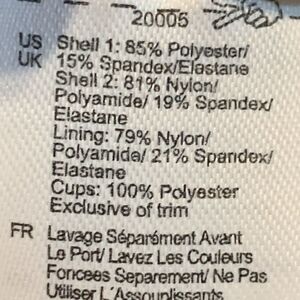 20005
US Shell 1: 85% Polyester/
UK 15% Spandex/Elastane
Shell 2: 81% Nylon/
Polyamide/ 19% Spandex/
Elastane
Lining: 79% Nylon/
Polyamide/ 21% Spandex/
Elastane
Cups: 100% Polyester
Exclusive of trim
FR Lavage Séparément Avant
Le Port/ Lavez Les Couleurs
Foncees Separement/ Ne Pas
Utiliser L'Assouplissants